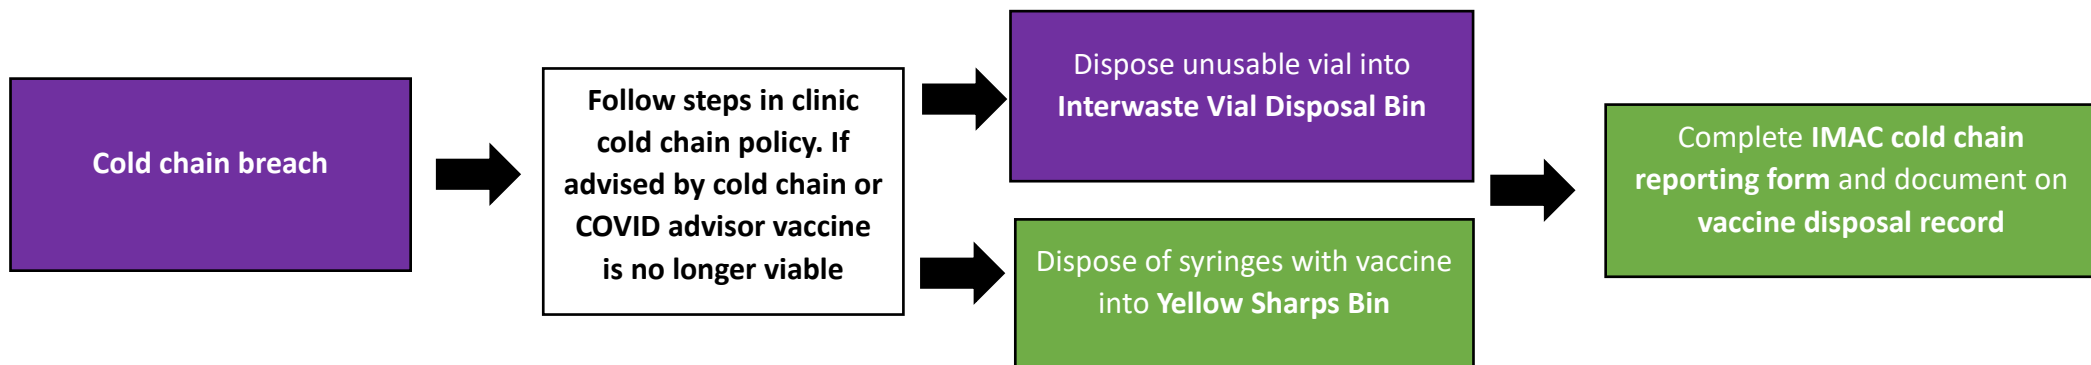 Cold chain breach
Follow steps in clinic
cold chain policy. If
advised by cold chain or
COVID advisor vaccine
is no longer viable
Dispose unusable vial into
Interwaste Vial Disposal Bin
Dispose of syringes with vaccine
into Yellow Sharps Bin
Complete IMAC cold chain
reporting form and document on
vaccine disposal record